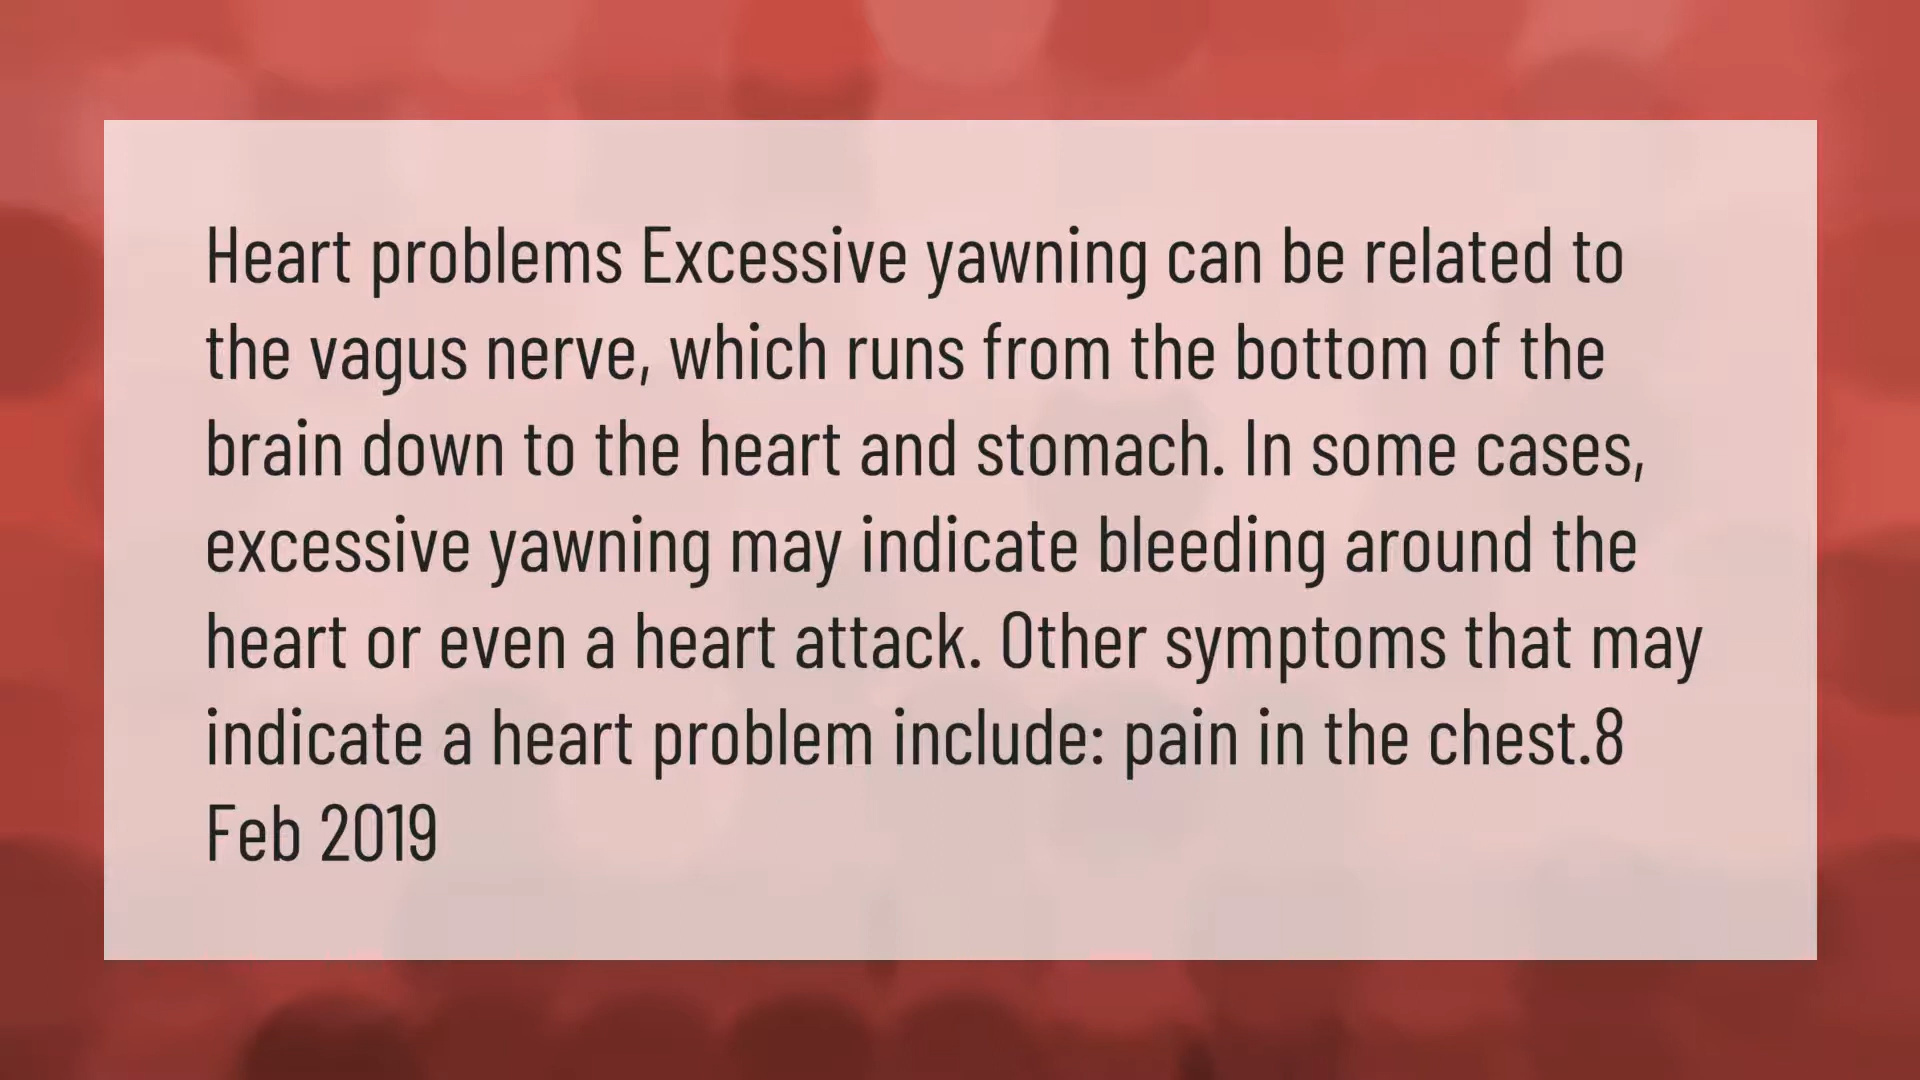 Heart problems Excessive yawning can be related to
the vagus nerve, which runs from the bottom of the
brain down to the heart and stomach. In some cases,
excessive yawning may indicate bleeding around the
heart or even a heart attack. Other symptoms that may
indicate a heart problem include: pain in the chest.8
Feb 2019